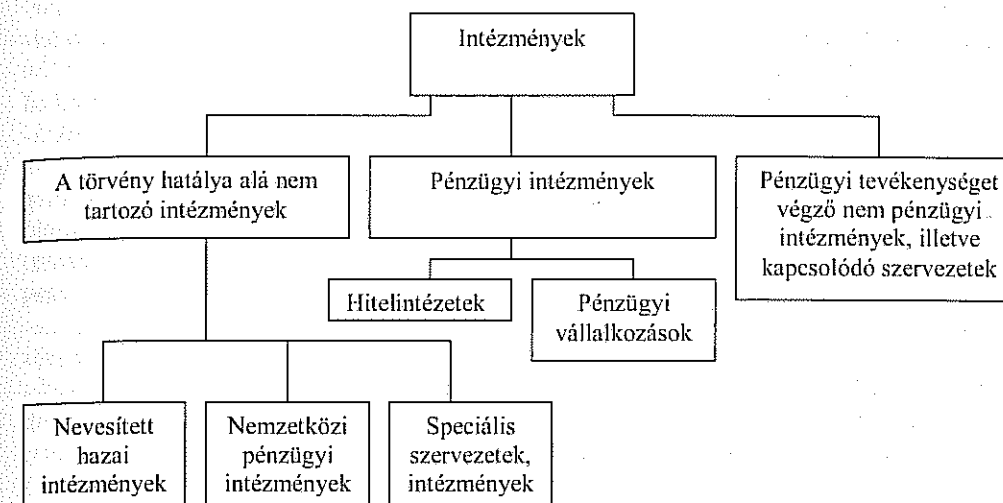 Intézmények
A törvény hatálya alá nem
tartozó intézmények
Pénzügyi intézmények
Pénzügyi tevékenységet
végző nem pénzügyi
intézmények, illetve
kapcsolódó szervezetek
Hitelintézetek
Pénzügyi
vállalkozások
Nevesített
hazai
intézmények
Nemzetközi
pénzügyi
intézmények
Speciális
szervezetek,
intézmények